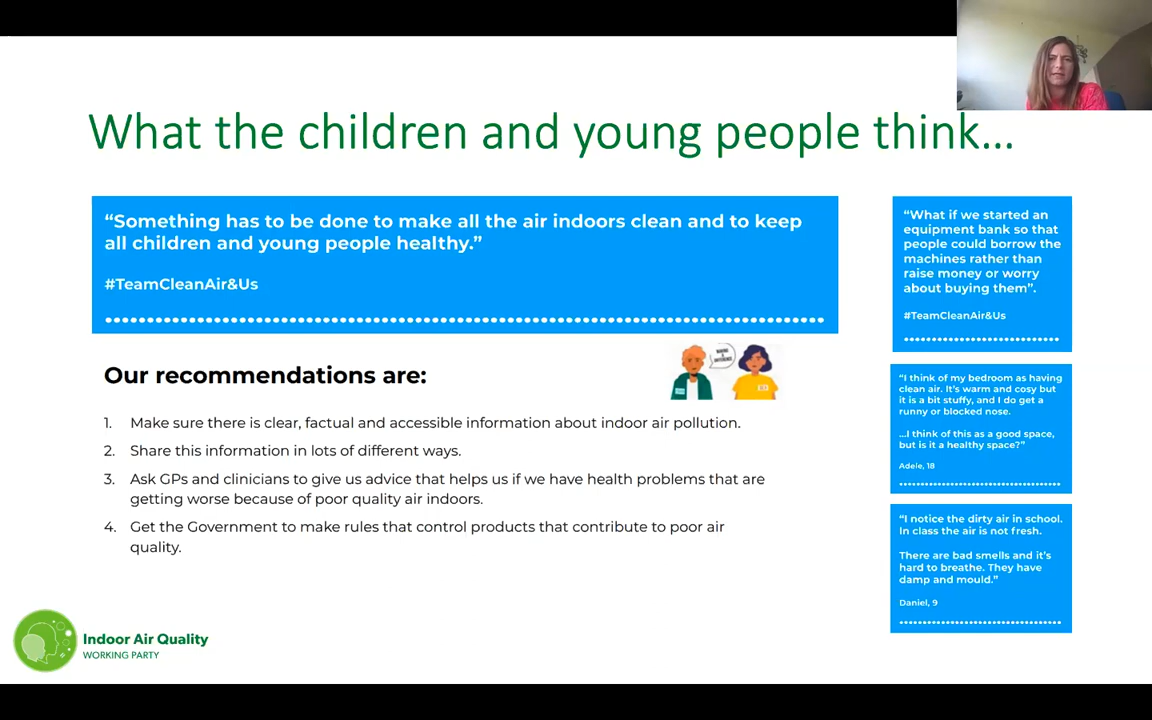 What the children and young people think...
“Something has to be done to make all the air indoors clean and to keep
all children and young people healthy.”
#TeamCleanAir&Us
Our recommendations are:
1. Make sure there is clear, factual and accessible information about indoor air pollution.
2. Share this information in lots of different ways.
3. Ask GPs and clinicians to give us advice that helps us if we have health problems that are
getting worse because of poor quality air indoors.
4. Get the Government to make rules that control products that contribute to poor air
quality.
“What if we started an
equipment bank so that
people could borrow the
machines rather than
raise money or worry
about buying them”.
#TeamCleanAir&Us
“I think of my bedroom as having
clean air. It’s warm and cosy but
it is a bit stuffy, and I do get a
runny or blocked nose.
...I think of this as a good space,
but is it a healthy space?”
Adele, 18
“I notice the dirty air in school.
In class the air is not fresh.
There are bad smells and it’s
hard to breathe. They have
damp and mould.”
Daniel, 9
Indoor Air Quality
WORKING PARTY